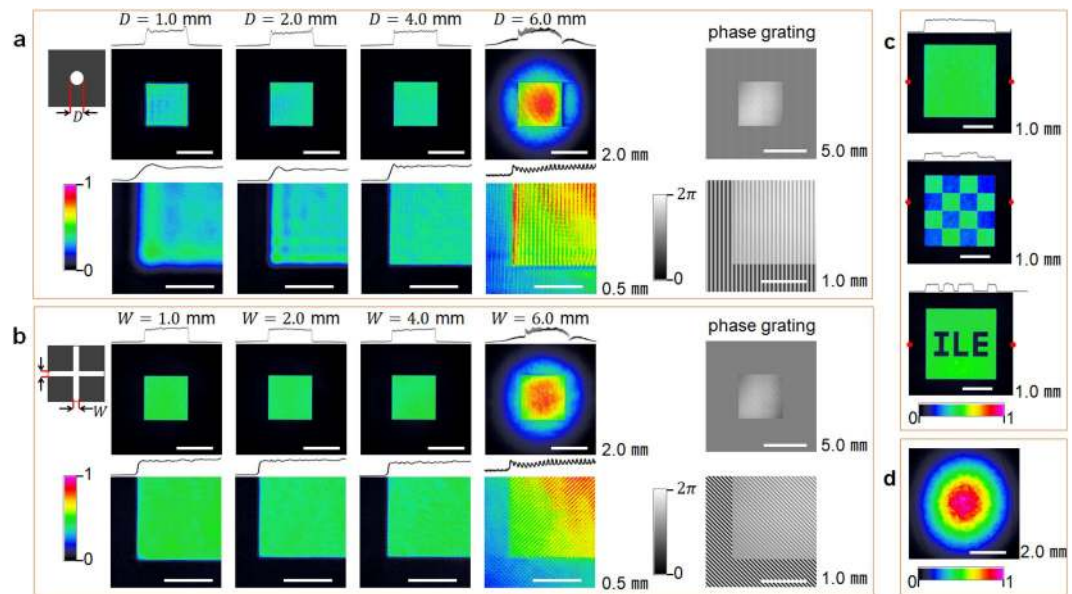 a
D = 1.0 mm
D = 2.0 mm
D = 4.0 mm
D = 6.0 mm
phase grating
D
2.0 mm
5.0 mm
1
0
2π
0
0.5 mm
1.0 mm
b
W = 1.0 mm
W = 2.0 mm
W = 4.0 mm
W = 6.0 mm
phase grating
W
2.0 mm
5.0 mm
1
0
2π
0
0.5 mm
1.0 mm
c
1.0 mm
1.0 mm
ILE
1.0 mm
0 1
d
2.0 mm
0 1